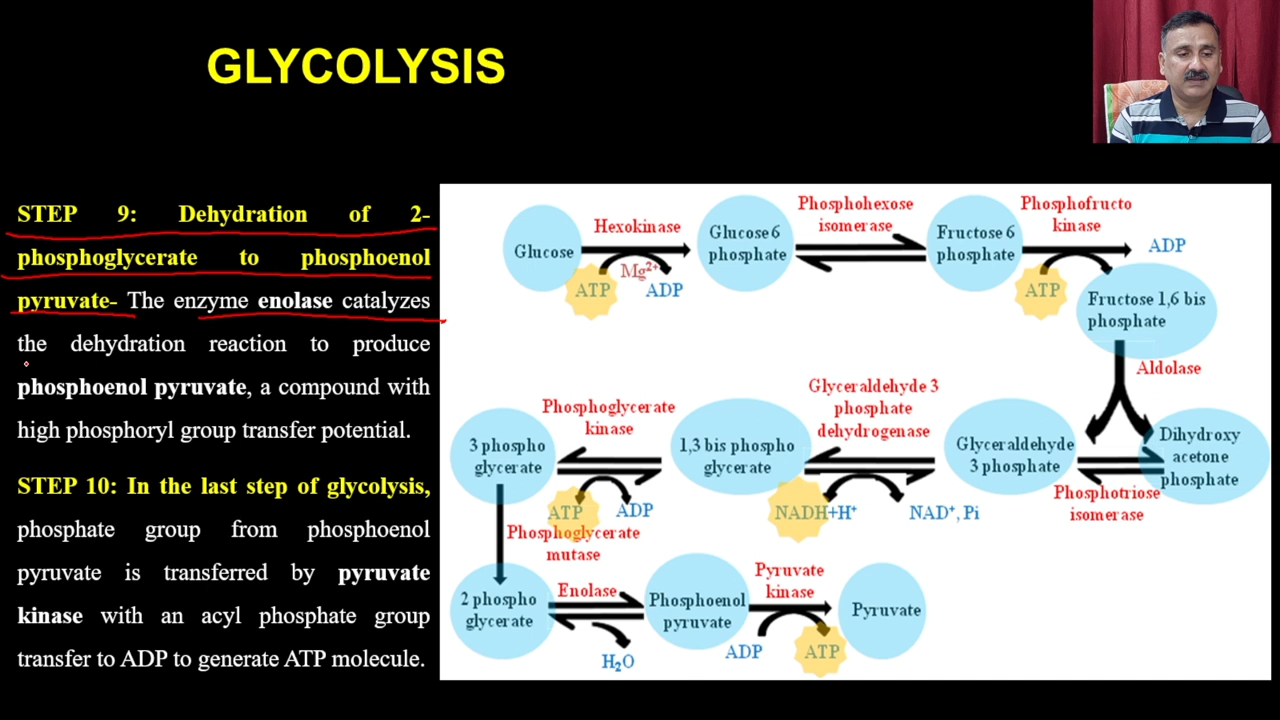 GLYCOLYSIS
STEP 9: Dehydration of 2-
phosphoglycerate to phosphoenol
pyruvate- The enzyme enolase catalyzes
the dehydration reaction to produce
phosphoenol pyruvate, a compound with
high phosphoryl group transfer potential.
STEP 10: In the last step of glycolysis,
phosphate group from phosphoenol
pyruvate is transferred by pyruvate
kinase with an acyl phosphate group
transfer to ADP to generate ATP molecule.
Glucose
Hexokinase
Mg²⁺
ATP
ADP
Glucose 6
phosphate
Phosphohexose
isomerase
Fructose 6
phosphate
Phosphofructo
kinase
ATP
ADP
Fructose 1,6 bis
phosphate
Aldolase
Dihydroxy
acetone
phosphate
Phosphotriose
isomerase
Glyceraldehyde
3 phosphate
Glyceraldehyde 3
phosphate
dehydrogenase
NADH+H⁺
NAD⁺, Pi
1,3 bis phospho
glycerate
Phosphoglycerate
kinase
ATP
ADP
3 phospho
glycerate
Phosphoglycerate
mutase
2 phospho
glycerate
Enolase
H₂O
Phosphoenol
pyruvate
Pyruvate
kinase
ADP
ATP
Pyruvate